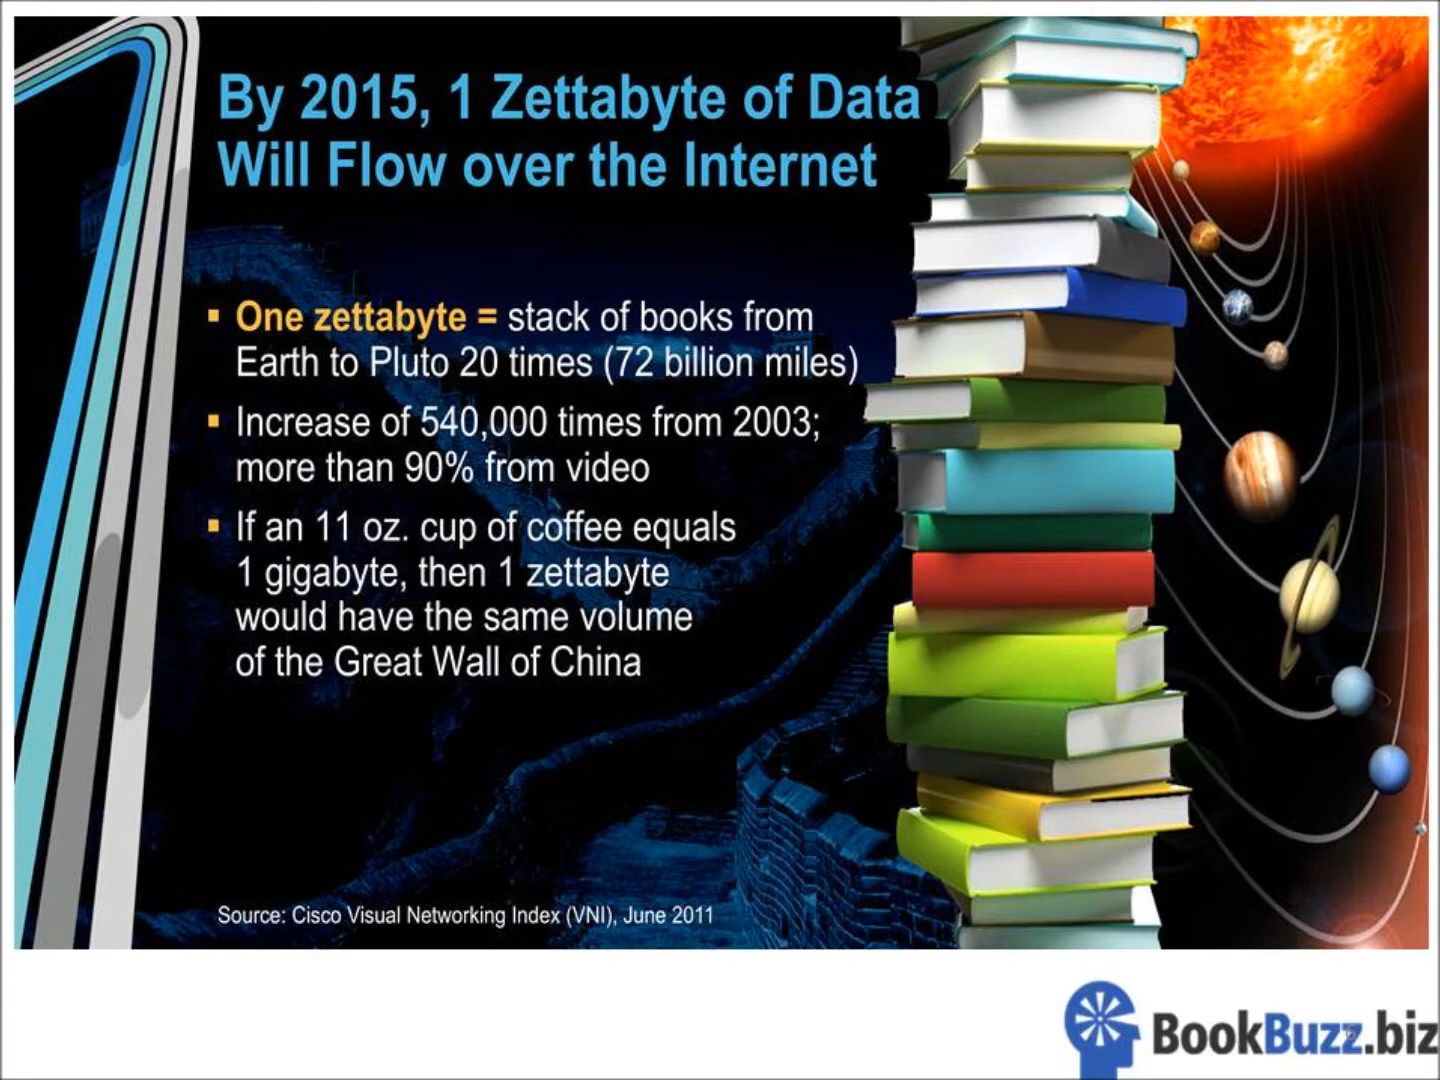 By 2015, 1 Zettabyte of Data
Will Flow over the Internet
▪ One zettabyte = stack of books from
Earth to Pluto 20 times (72 billion miles)
▪ Increase of 540,000 times from 2003;
more than 90% from video
▪ If an 11 oz. cup of coffee equals
1 gigabyte, then 1 zettabyte
would have the same volume
of the Great Wall of China
Source: Cisco Visual Networking Index (VNI), June 2011
BookBuzz.biz